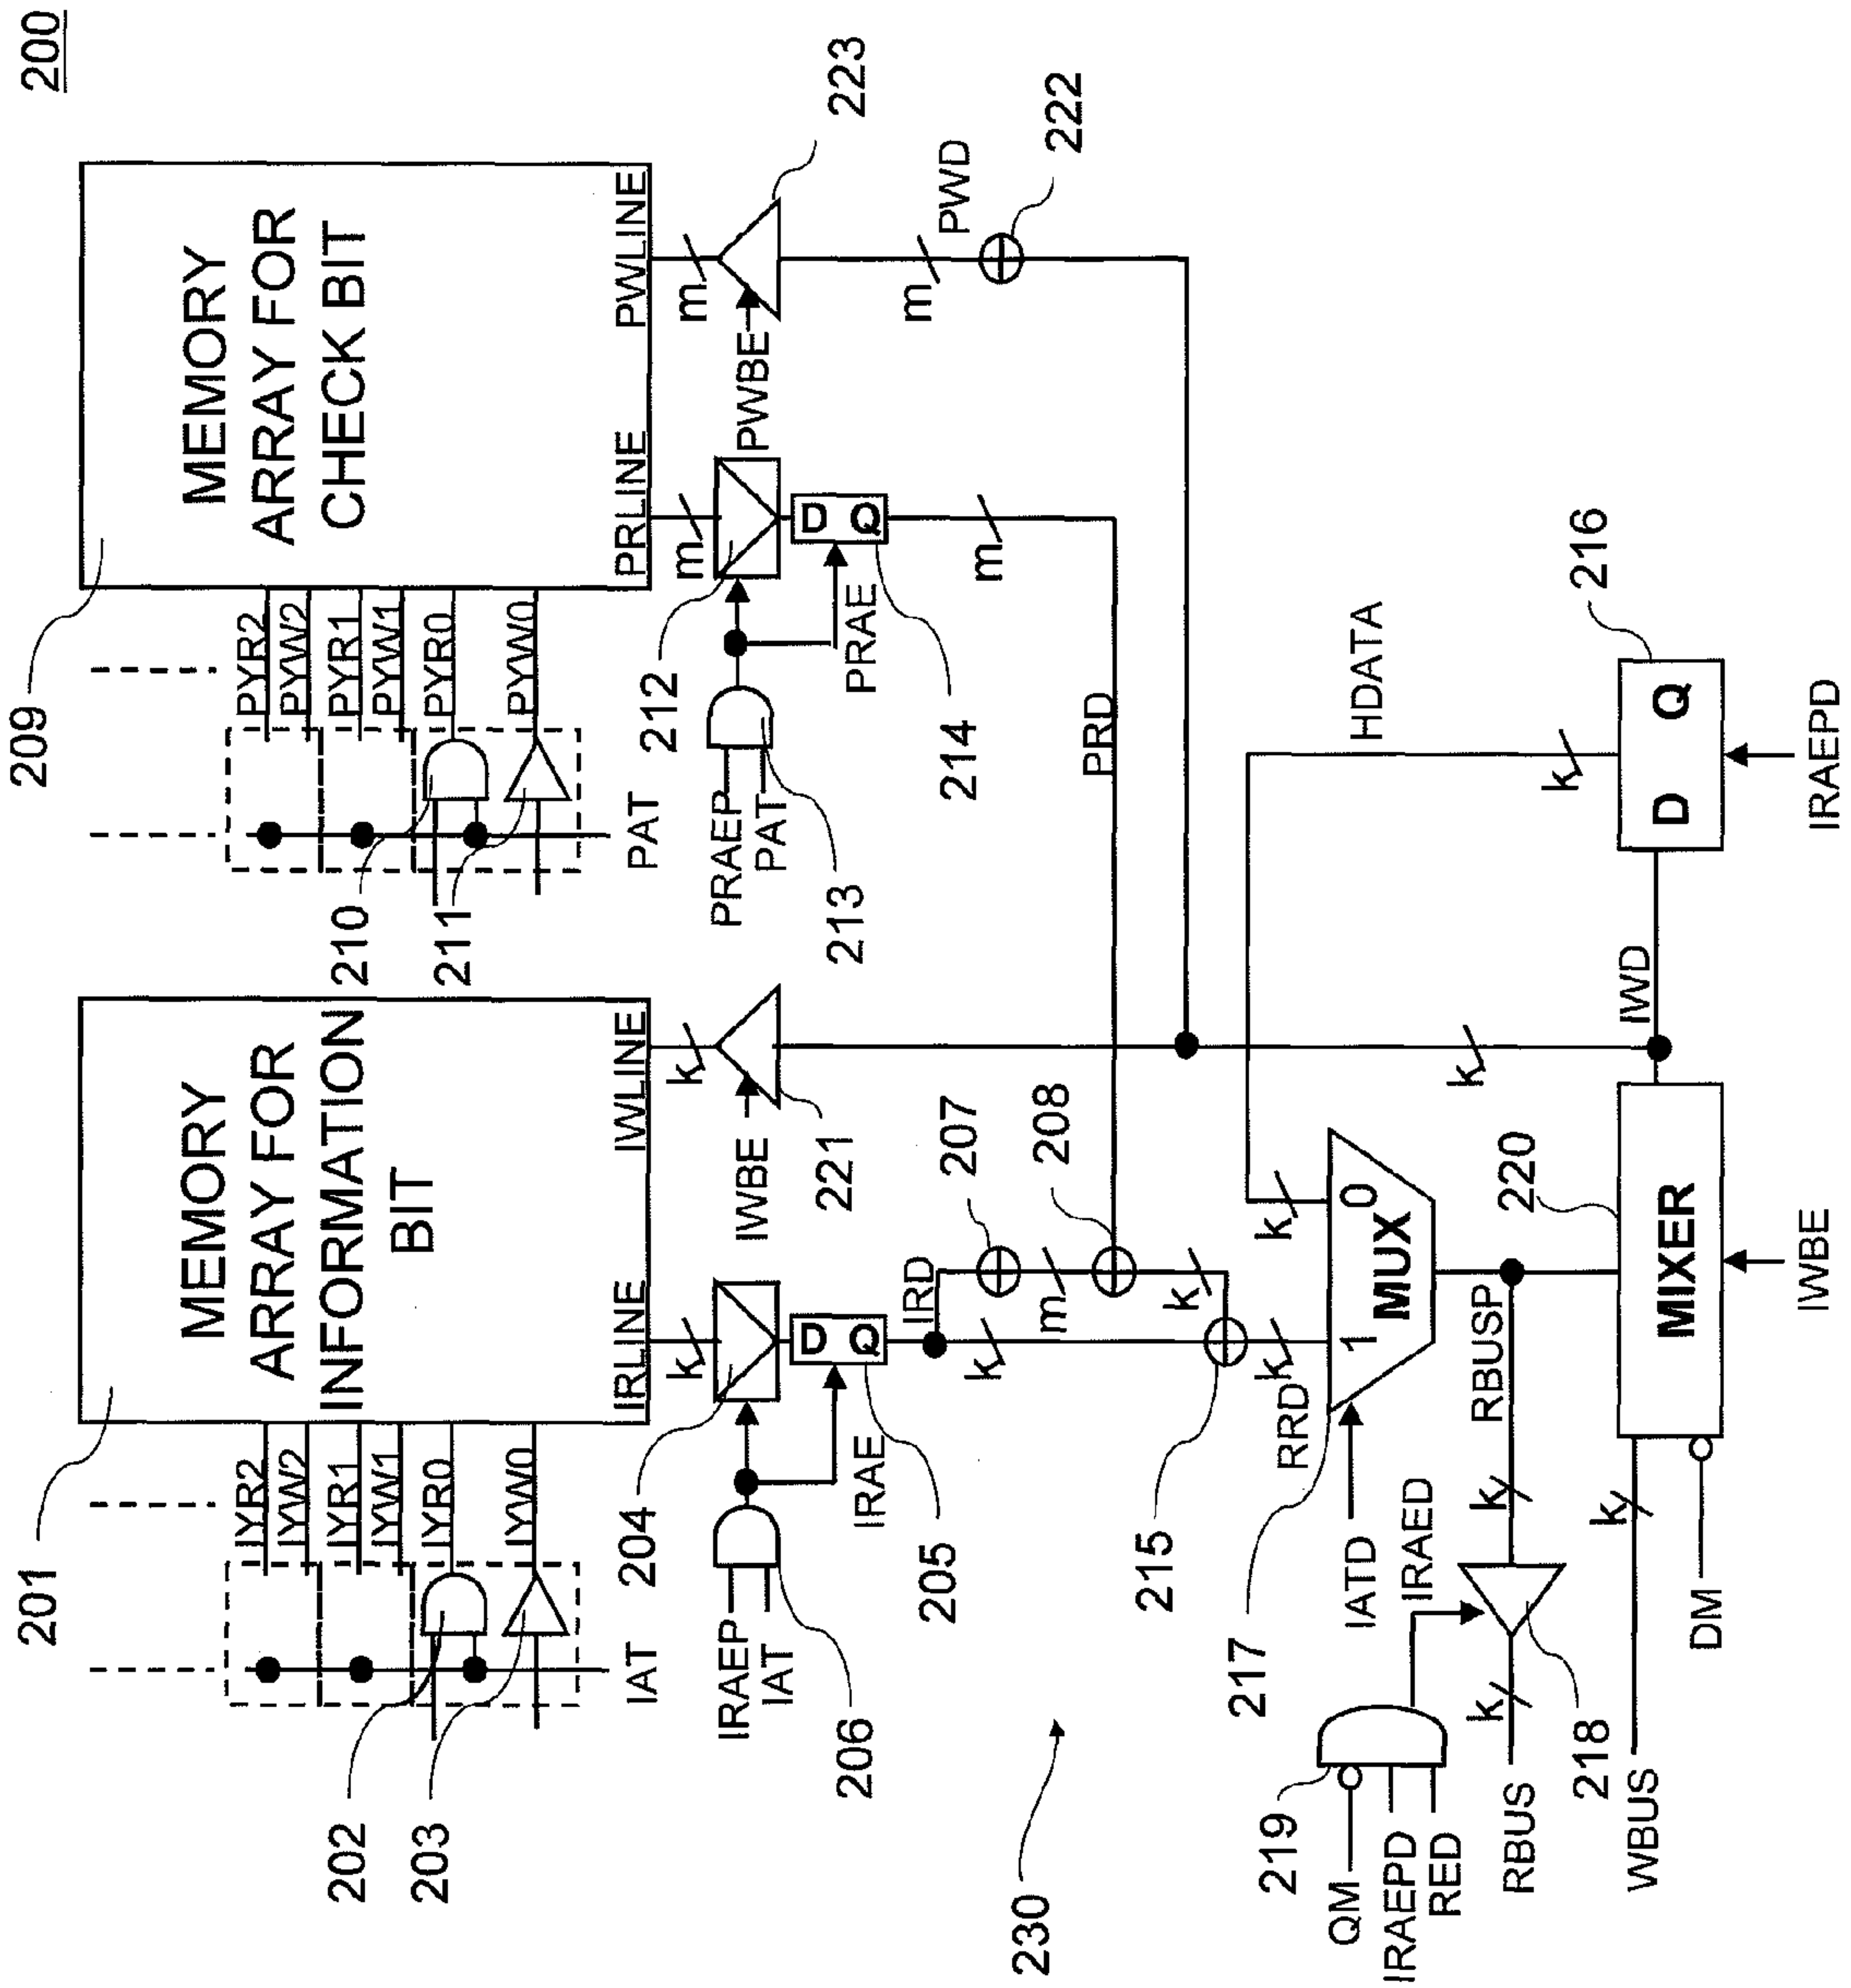 200
MEMORY
ARRAY FOR
CHECK BIT
PRLINE
PWLINE
209
PYR2
PYW2
PYR1
PYW1
PYR0
PYW0
PAT
210
211
212
PRAEP
PAT
213
PRAE
214
D Q
m
m
PWBE
m
223
m
PWD
222
PRD
MEMORY
ARRAY FOR
INFORMATION
BIT
IRLINE
IWLINE
201
IYR2
IYW2
IYR1
IYW1
IYR0
IYW0
IAT
202
203
204
IRAEP
IAT
206
IRAE
205
D Q
k
k
IWBE
k
221
IRD
207
208
m
k
215
k
RRD
217
1
0
MUX
k
IATD
HDATA
k
216
D Q
IRAEPD
IWD
k
RBUSP
k
IRAED
218
k
219
QM
IRAEPD
RED
RBUS
WBUS
k
DM
MIXER
220
IWBE
230